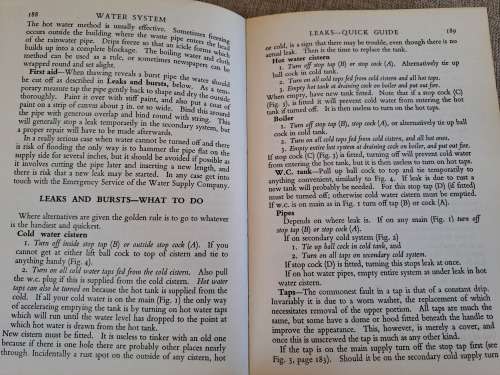 188
WATER SYSTEM
The hot water method is usually effective. Sometimes freezing
occurs outside the building where the waste pipe enters the head
of the rainwater pipe. Drips freeze so that an icicle forms which
builds up into a complete blockage. The boiling water and cloth
method can be used as a rule, or sometimes newspapers can be
wrapped round and set alight.
First aid—When thawing reveals a burst pipe the water should
be cut off as described in Leaks and bursts, below. As a tem-
porary measure tap the pipe gently back to shape and dry the outside
thoroughly. Paint it over with stiff paint, and also put a coat of
paint on a strip of canvas about 3 in. or so wide. Bind this around
the pipe with generous overlap and bind round with string. This
will generally stop a leak temporarily in the secondary system, but
a proper repair will have to be made afterwards.
In a really serious case when water cannot be turned off and there
is risk of flooding the only way is to hammer the pipe flat on the
supply side for several inches, but it should be avoided if possible as
it involves cutting the pipe later and inserting a new length, and
there is risk that a new leak may be started. In any case get into
touch with the Emergency Service of the Water Supply Company.
LEAKS AND BURSTS—WHAT TO DO
Where alternatives are given the golden rule is to go to whatever
is the handiest and quickest.
Cold water cistern
1. Turn off inside stop tap (B) or outside stop cock (A). If you
cannot get at either lift ball cock to top of cistern and tie to
anything handy (Fig. 4).
2. Turn on all cold water taps fed from the cold cistern. Also pull
the w.c. plug if this is supplied from the cold cistern. Hot water
taps can also be turned on because the hot tank is supplied from the
cold. If all your cold water is on the main (Fig. 1) the only way
of accelerating emptying the tank is by turning on hot water taps
which will run until the water level has dropped to the point at
which hot water is drawn from the hot tank.
New cistern must be fitted. It is useless to tinker with an old one
because if there is one hole there are probably other places nearly
through. Incidentally a rust spot on the outside of any cistern, hot
LEAKS—QUICK GUIDE
189
or cold, is a sign that there may be trouble, even though there is no
actual leak. Then is the time to replace the tank.
Hot water cistern
1. Turn off stop tap (B) or stop cock (A). Alternatively tie up
ball cock in cold tank.
2. Turn on all cold taps fed from cold cistern and all hot taps.
3. Empty hot tank at draining cock on boiler and put out fire.
When empty, have new tank fitted. Note that if a stop cock (C)
(Fig. 3), is fitted it will prevent cold water from entering the hot
tank if turned off. It is then useless to turn on the hot taps.
Boiler
1. Turn off stop tap (B) or stop cock (A), or alternatively tie up ball
cock in cold tank.
2. Turn on all cold taps fed from cold cistern, and all hot ones.
3. Empty entire system at draining cock on boiler, and put out fire.
If stop cock (C) (Fig. 3) is fitted, turning off will prevent cold water
from entering the hot tank, but it is then useless to turn on hot taps.
W.C. tank—Pull up ball cock to top and tie temporarily to
anything convenient, similarly to Fig. 4. If leak is due to rust a
new tank will probably be needed. For this stop tap (D) (if fitted)
must be turned off; otherwise cold water cistern must be emptied.
If w.c. is on main as in Fig. 1 turn off stop tap (B) or cock (A).
Pipes
Depends on where leak is. If on any main (Fig. 1) turn off
stop tap (B) or stop cock (A).
If on secondary cold system (Fig. 2)
1. Tie up ball cock in cold tank, and
2. Turn on all taps on secondary cold system.
If stop cock (D) is fitted, turning this stops leak at once.
If on hot water pipes, empty entire system as under leak in hot
water cistern.
Taps—The commonest fault in a tap is that of a constant drip.
Invariably it is due to a worn washer, the replacement of which
necessitates removal of the upper portion. All taps are much the
same, but some have a dome or hood fitted beneath the handle to
improve the appearance. This, however, is merely a cover, and
once this is unscrewed the tap is much as any other kind.
If the tap is on the main supply turn off the stop tap first (see
Fig. 3, page 183). Should it be on the secondary cold supply turn